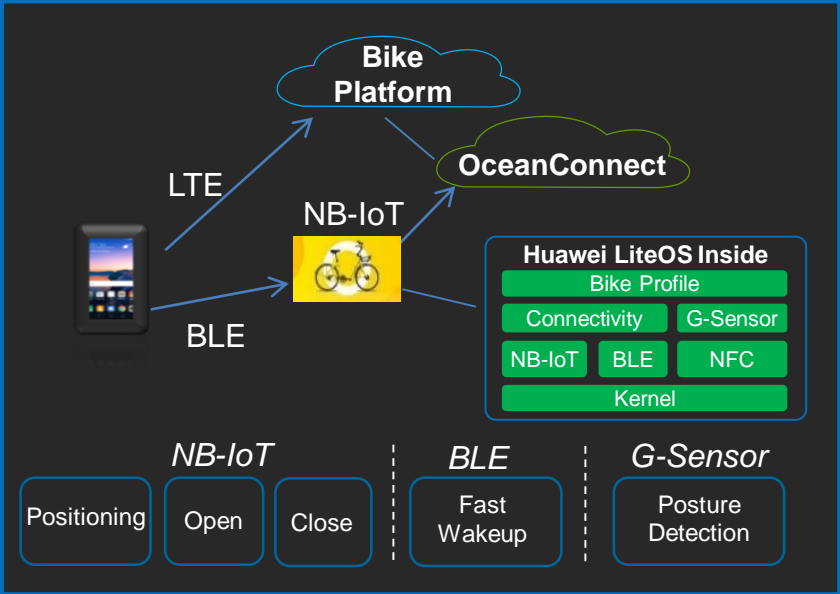 Bike
Platform
OceanConnect
LTE
NB-IoT
BLE
Huawei LiteOS Inside
Bike Profile
Connectivity
G-Sensor
NB-IoT
BLE
NFC
Kernel
NB-IoT
BLE
G-Sensor
Positioning
Open
Close
Fast
Wakeup
Posture
Detection